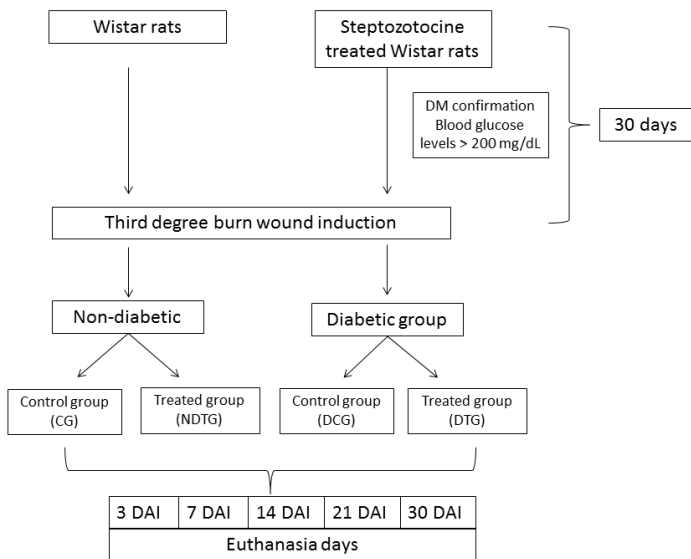 Wistar rats
Steptozotocine
treated Wistar rats
DM confirmation
Blood glucose
levels > 200 mg/dL
30 days
Third degree burn wound induction
Non-diabetic
Diabetic group
Control group
(CG)
Treated group
(NDTG)
Control group
(DCG)
Treated group
(DTG)
3 DAI
7 DAI
14 DAI
21 DAI
30 DAI
Euthanasia days